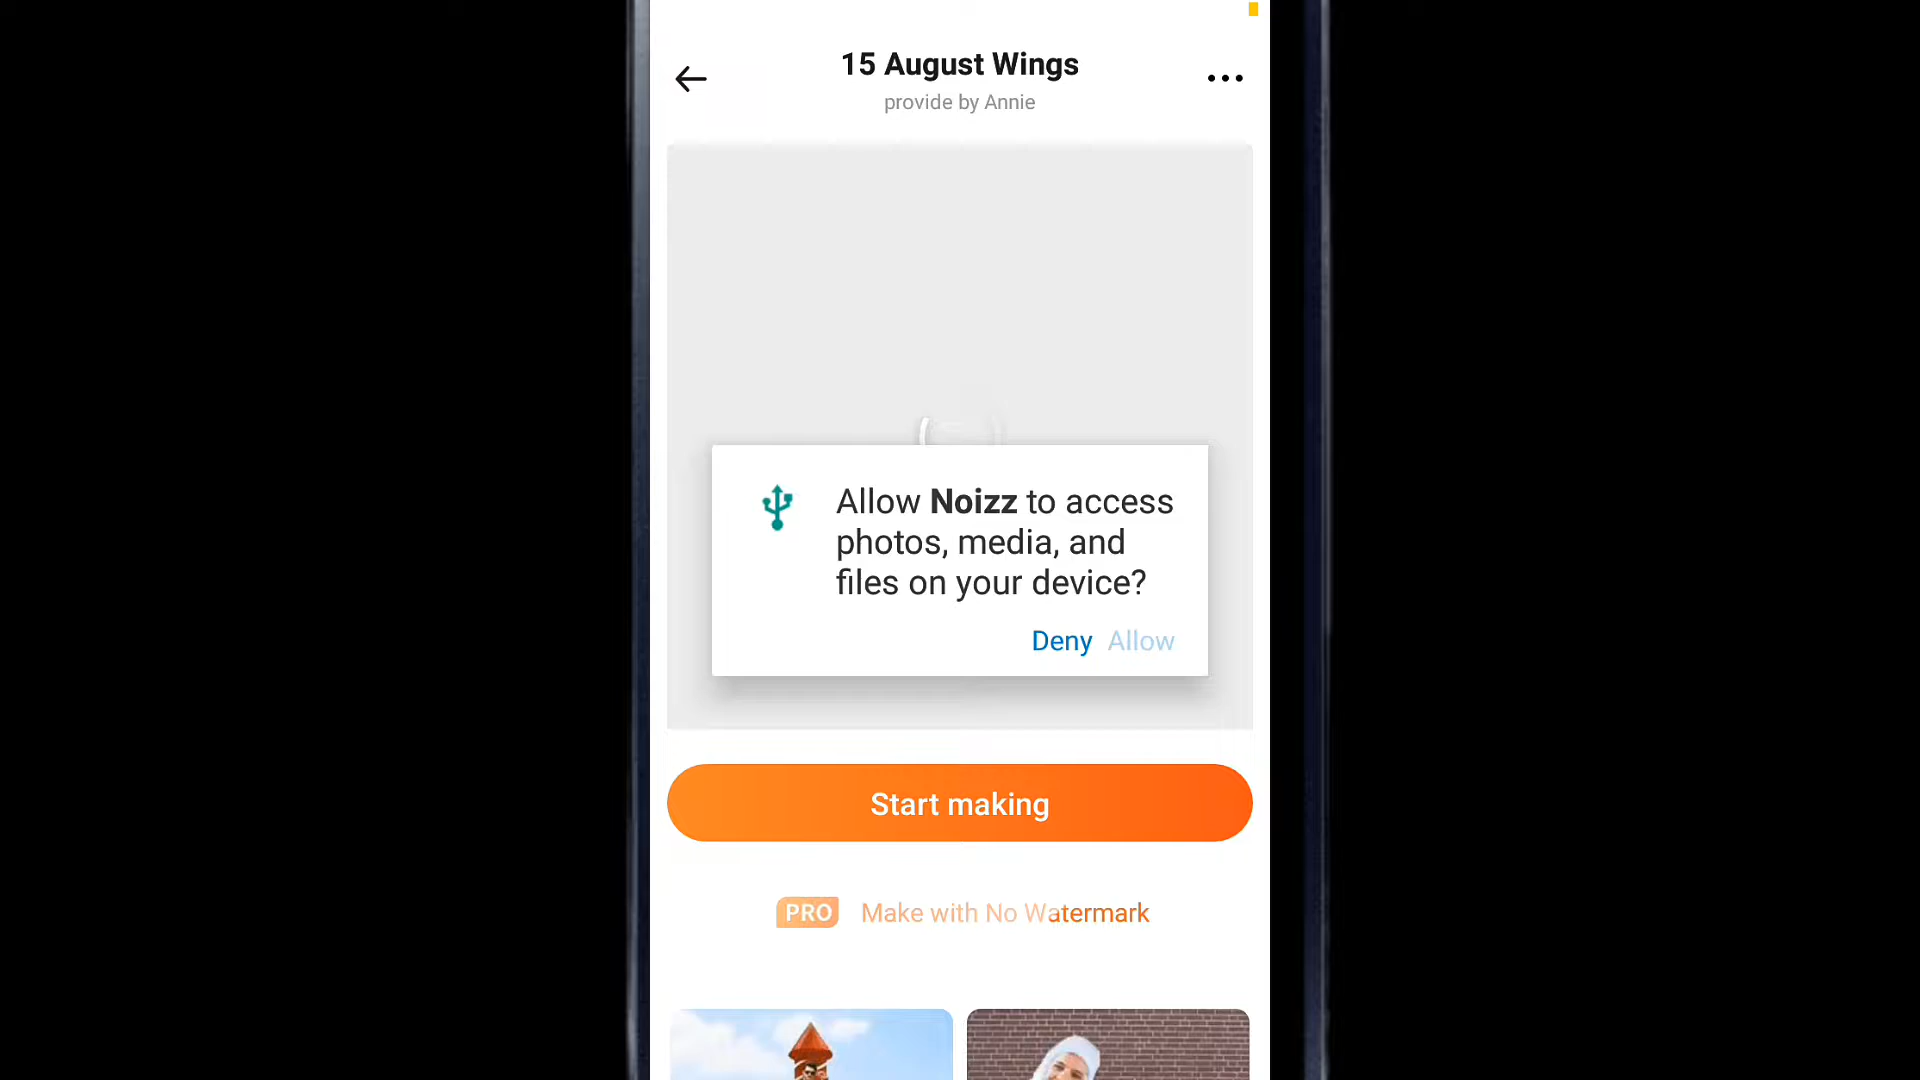 15 August Wings
provide by Annie
Allow Noizz to access
photos, media, and
files on your device?
Deny Allow
Start making
PRO Make with No Watermark